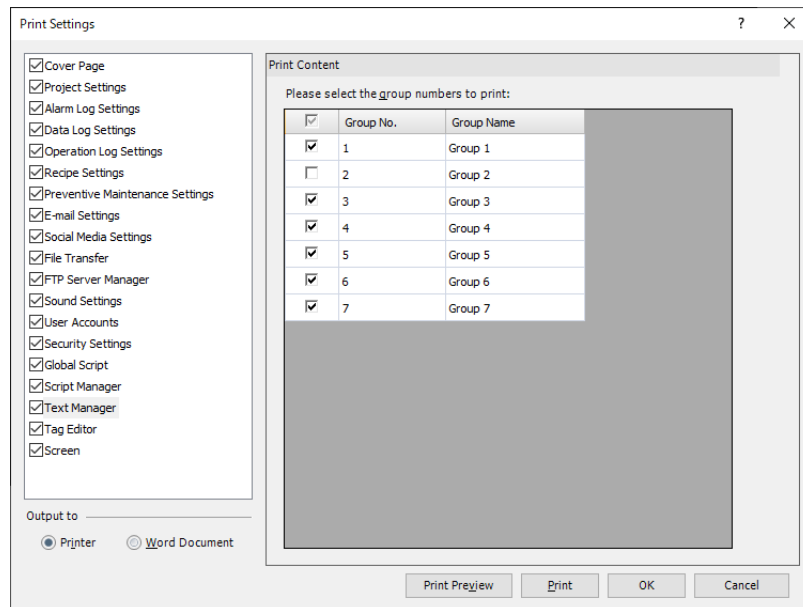 Print Settings
?
Cover Page
Project Settings
Alarm Log Settings
Data Log Settings
Operation Log Settings
Recipe Settings
Preventive Maintenance Settings
E-mail Settings
Social Media Settings
File Transfer
FTP Server Manager
Sound Settings
User Accounts
Security Settings
Global Script
Script Manager
Text Manager
Tag Editor
Screen
Output to
Printer Word Document
Print Content
Please select the group numbers to print:
Group No. Group Name
1 Group 1
2 Group 2
3 Group 3
4 Group 4
5 Group 5
6 Group 6
7 Group 7
Print Preview Print OK Cancel